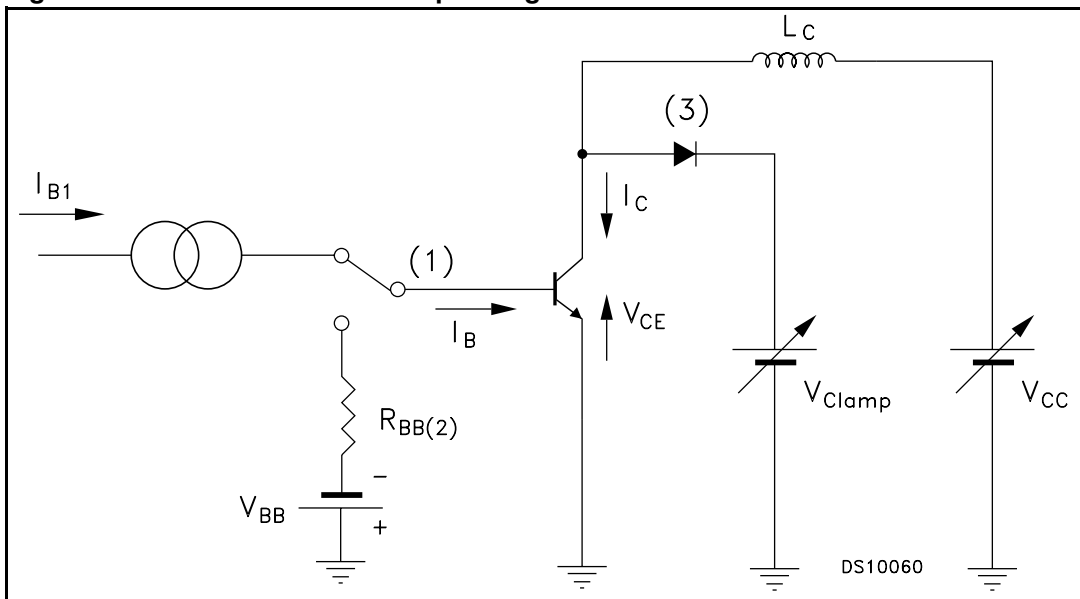 L_C
(3)
I_B1
I_C
(1)
V_CE
I_B
V_Clamp
V_CC
R_BB(2)
−
V_BB
+
DS10060